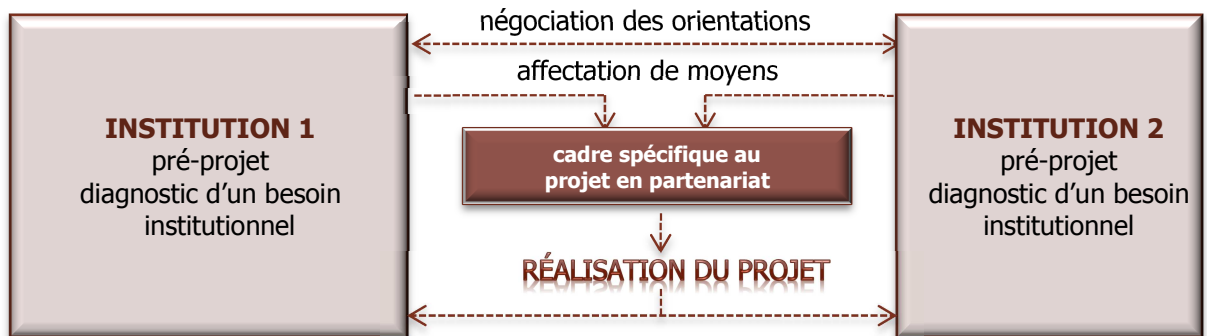 négociation des orientations
affectation de moyens
INSTITUTION 1
pré-projet
diagnostic d’un besoin
institutionnel
cadre spécifique au
projet en partenariat
RÉALISATION DU PROJET
INSTITUTION 2
pré-projet
diagnostic d’un besoin
institutionnel